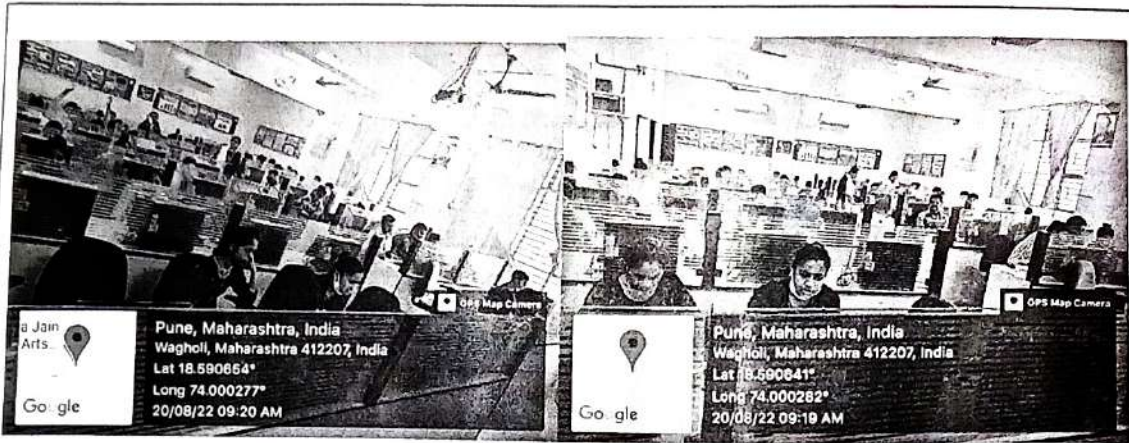 GPS Map Camera
a Jain
Arts..
Google
Pune, Maharashtra, India
Wagholi, Maharashtra 412207, India
Lat 18.590654°
Long 74.000277°
20/08/22 09:20 AM
GPS Map Camera
Google
Pune, Maharashtra, India
Wagholi, Maharashtra 412207, India
Lat 18.590641°
Long 74.000282°
20/08/22 09:19 AM